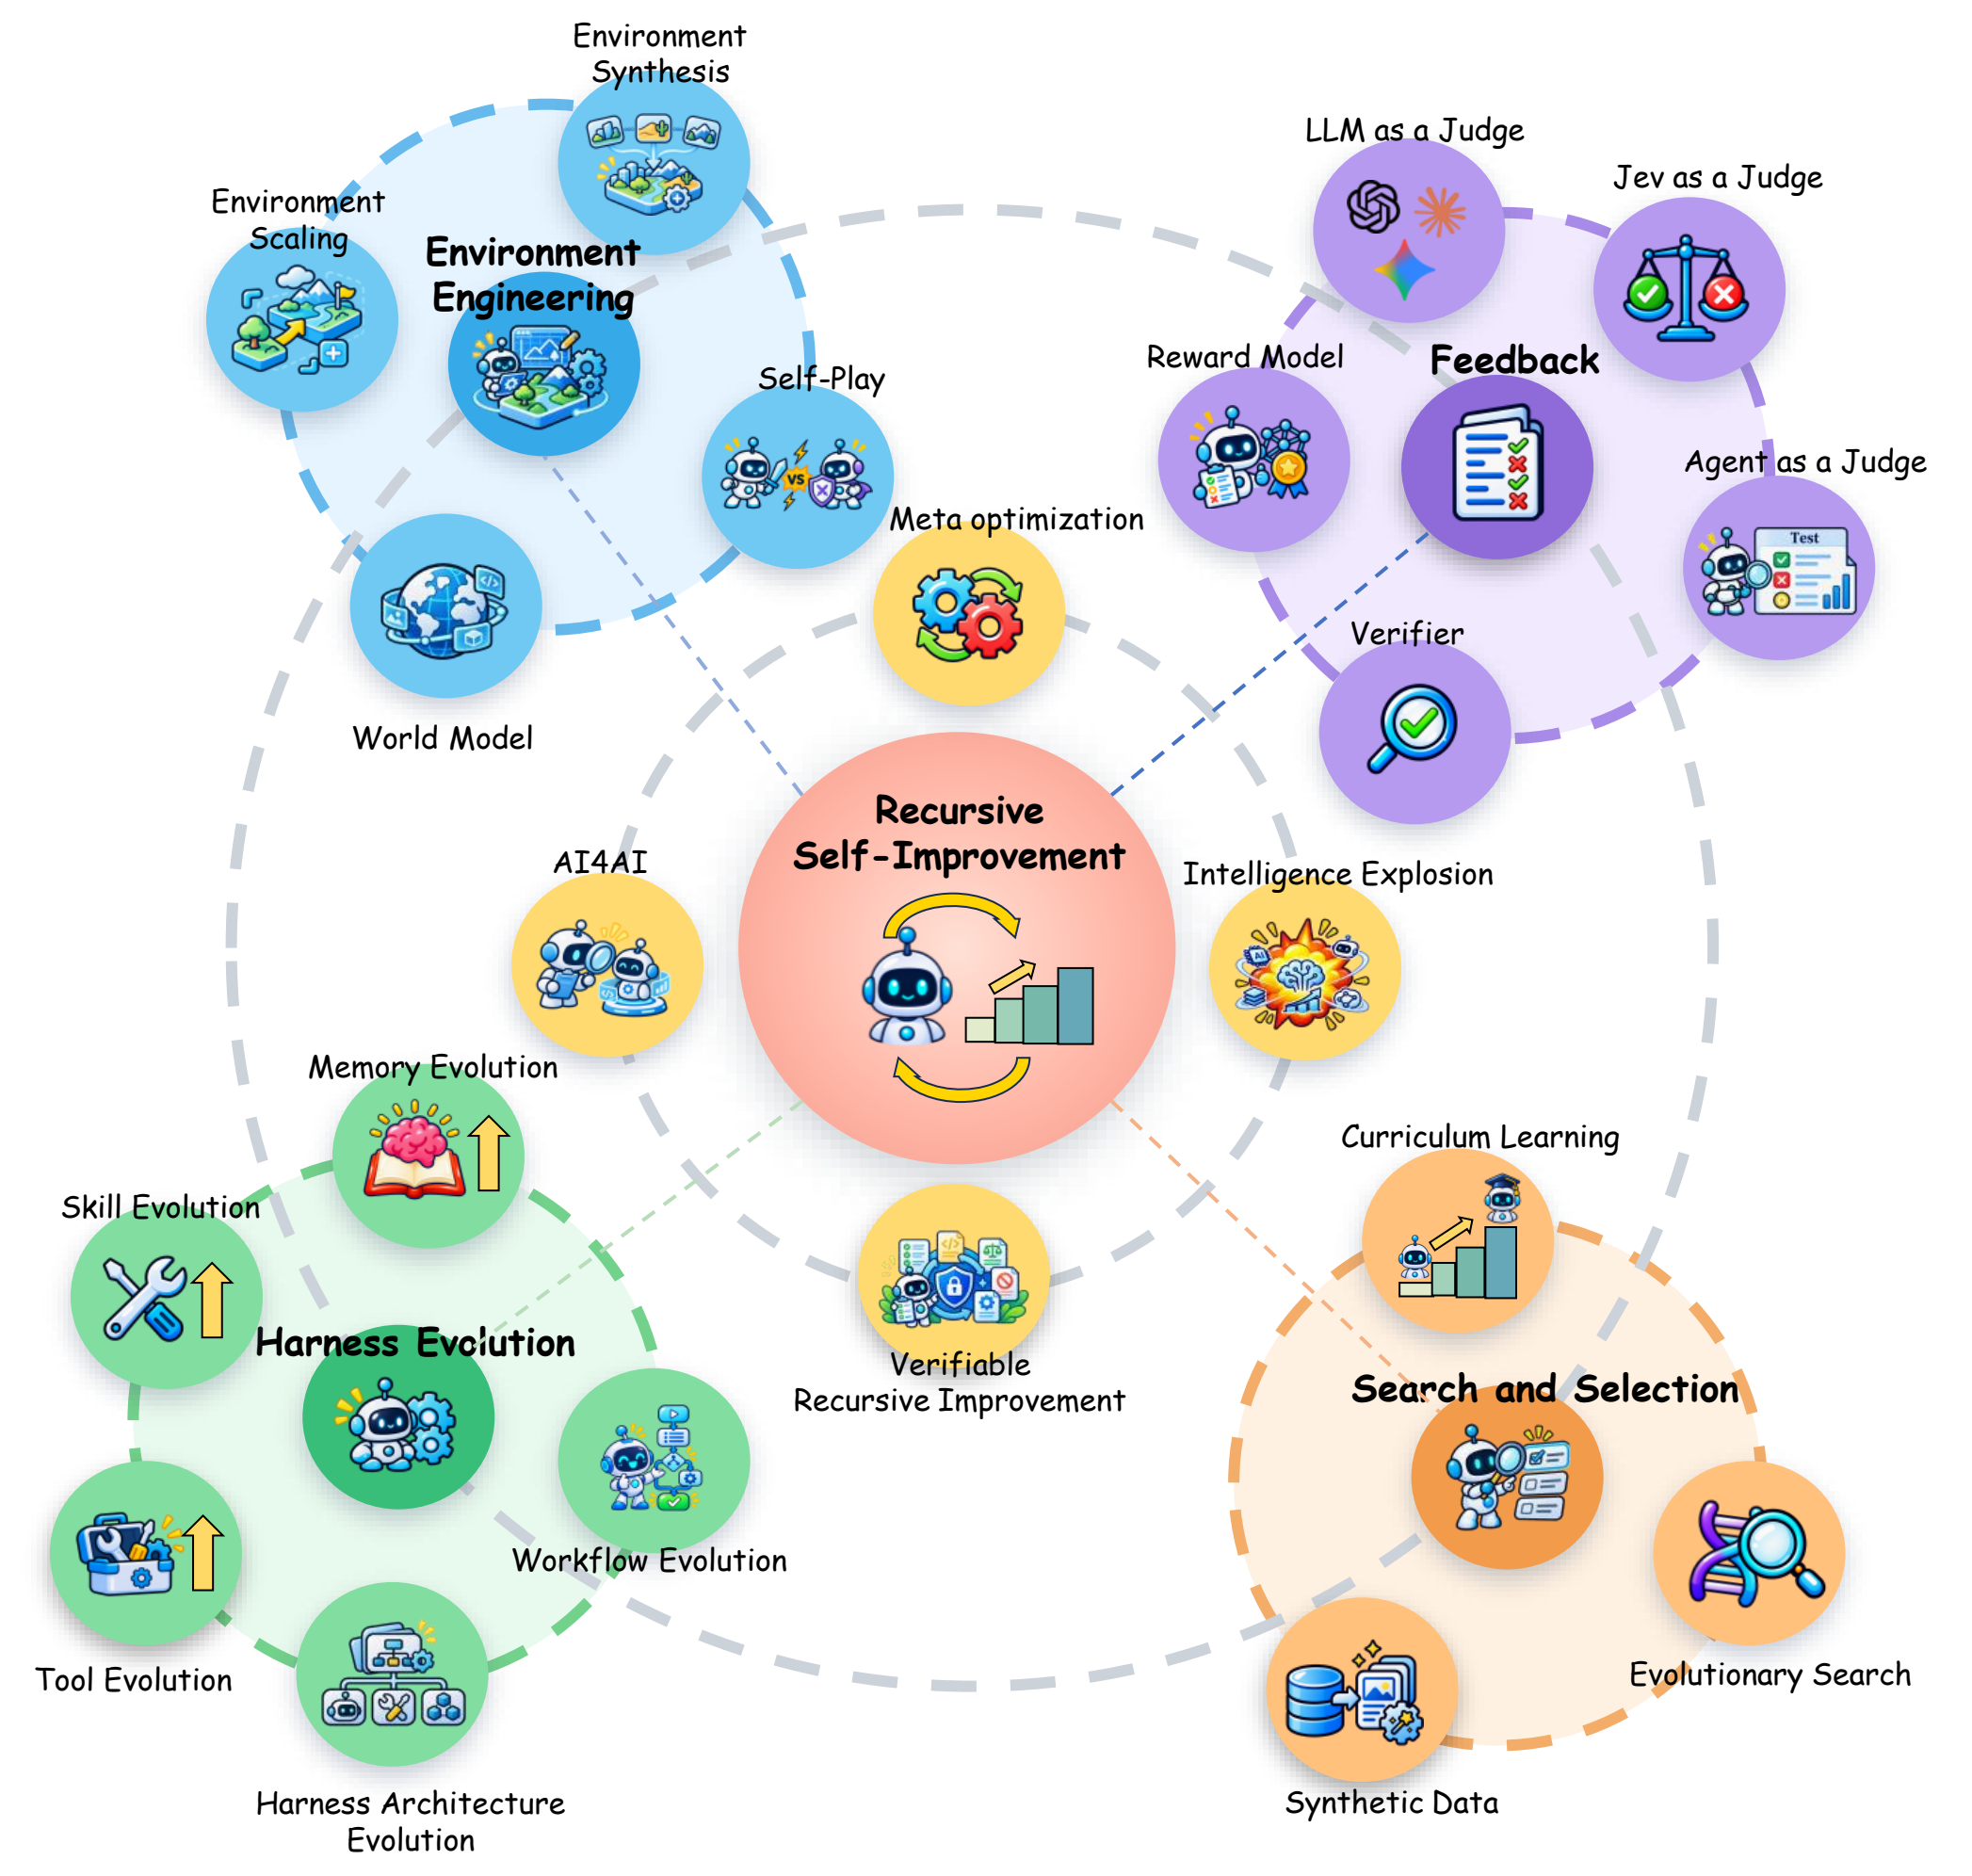 Environment
Synthesis
Environment
Scaling
Environment
Engineering
Self-Play
VS
World Model
LLM as a Judge
Jev as a Judge
Reward Model
Feedback
Agent as a Judge
Test
Verifier
Meta optimization
Recursive
Self-Improvement
AI4AI
Intelligence Explosion
AI
Verifiable
Recursive Improvement
Memory Evolution
Skill Evolution
Harness Evolution
Workflow Evolution
Tool Evolution
Harness Architecture
Evolution
Curriculum Learning
Search and Selection
Evolutionary Search
Synthetic Data